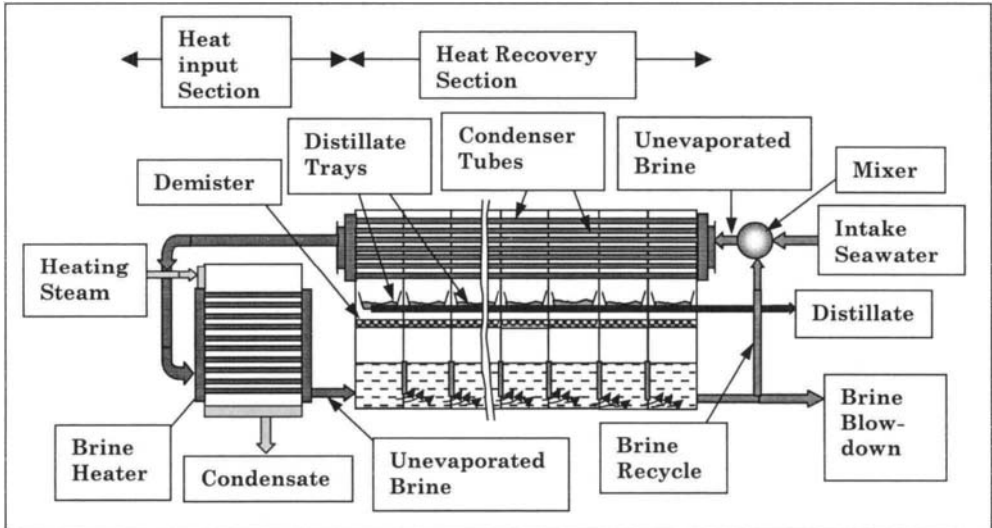 Heat
input
Section
Heat Recovery
Section
Distillate
Trays
Condenser
Tubes
Unevaporated
Brine
Mixer
Demister
Intake
Seawater
Heating
Steam
Distillate
Brine
Heater
Condensate
Unevaporated
Brine
Brine
Recycle
Brine
Blow-
down